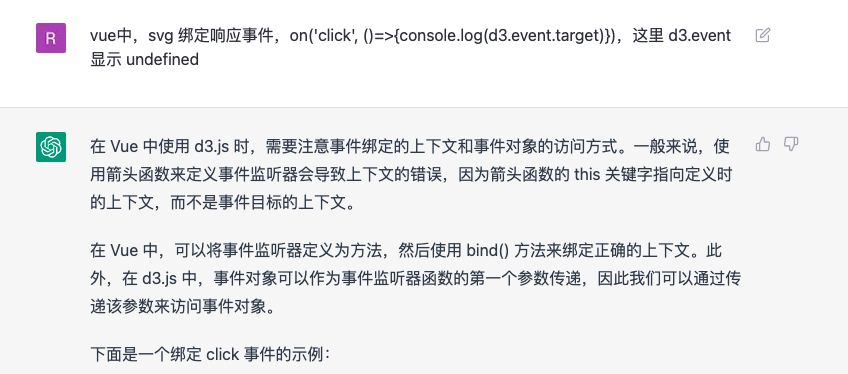 R
vue中，svg 绑定响应事件，on('click', ()=>{console.log(d3.event.target)})，这里 d3.event
显示 undefined
在 Vue 中使用 d3.js 时，需要注意事件绑定的上下文和事件对象的访问方式。一般来说，使
用箭头函数来定义事件监听器会导致上下文的错误，因为箭头函数的 this 关键字指向定义时
的上下文，而不是事件目标的上下文。
在 Vue 中，可以将事件监听器定义为方法，然后使用 bind() 方法来绑定正确的上下文。此
外，在 d3.js 中，事件对象可以作为事件监听器函数的第一个参数传递，因此我们可以通过传
递该参数来访问事件对象。
下面是一个绑定 click 事件的示例：